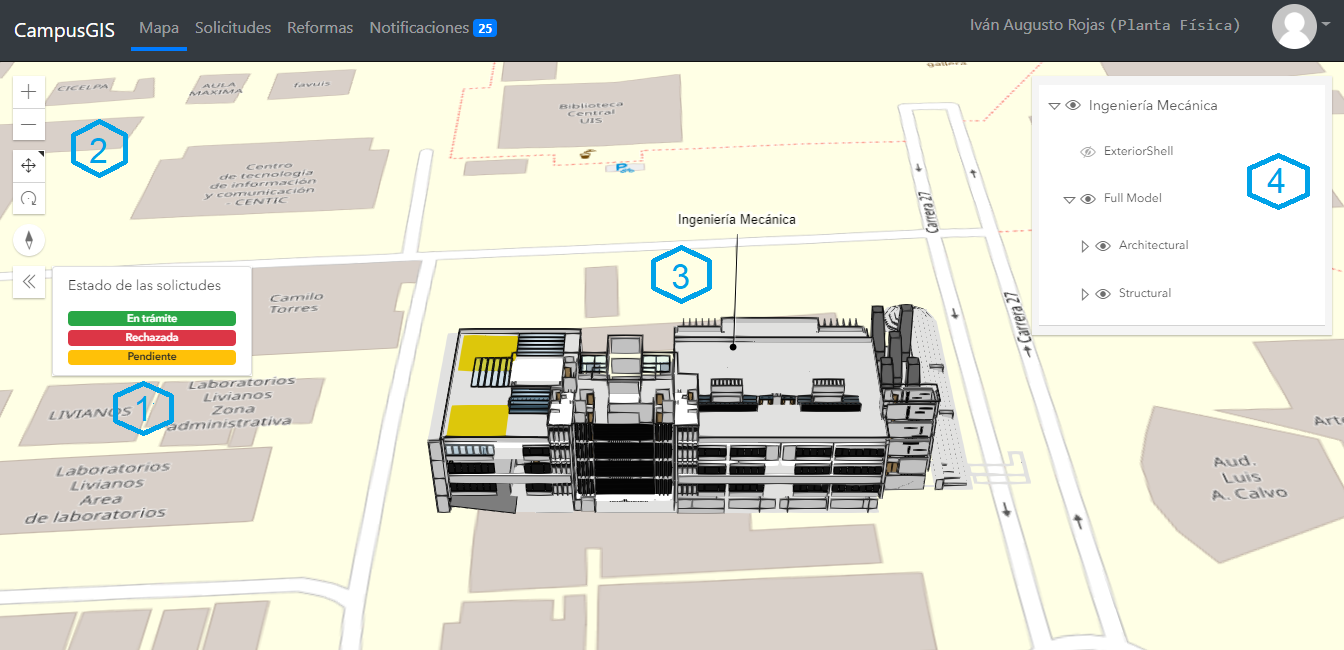 CampusGIS Mapa Solicitudes Reformas Notificaciones 25 Iván Augusto Rojas (Planta Física)
gallera
CICELPA
AULA
MAXIMA
favuis
Biblioteca
Central
UIS
2
Centro
de tecnologia
de información
y comunicación
- CENTIC
P
Ingeniería Mecánica
ExteriorShell
Full Model
Architectural
Structural
4
Carrera 27
Carrera 27
Ingeniería Mecánica
3
Estado de las solictudes
En trámite
Rechazada
Pendiente
1
Camilo
Torres
LIVIANOS
Laboratorios
Livianos
Zona
administrativa
Laboratorios
Livianos
Area
de laboratorios
Aud.
Luis
A. Calvo
Arte